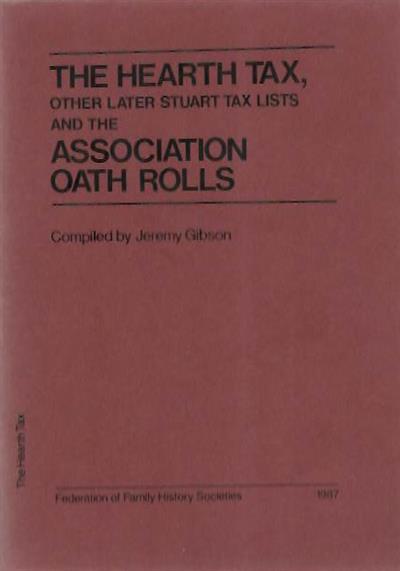 THE HEARTH TAX,
OTHER LATER STUART TAX LISTS
AND THE
ASSOCIATION
OATH ROLLS
Compiled by Jeremy Gibson
The Hearth Tax
Federation of Family History Societies 1987